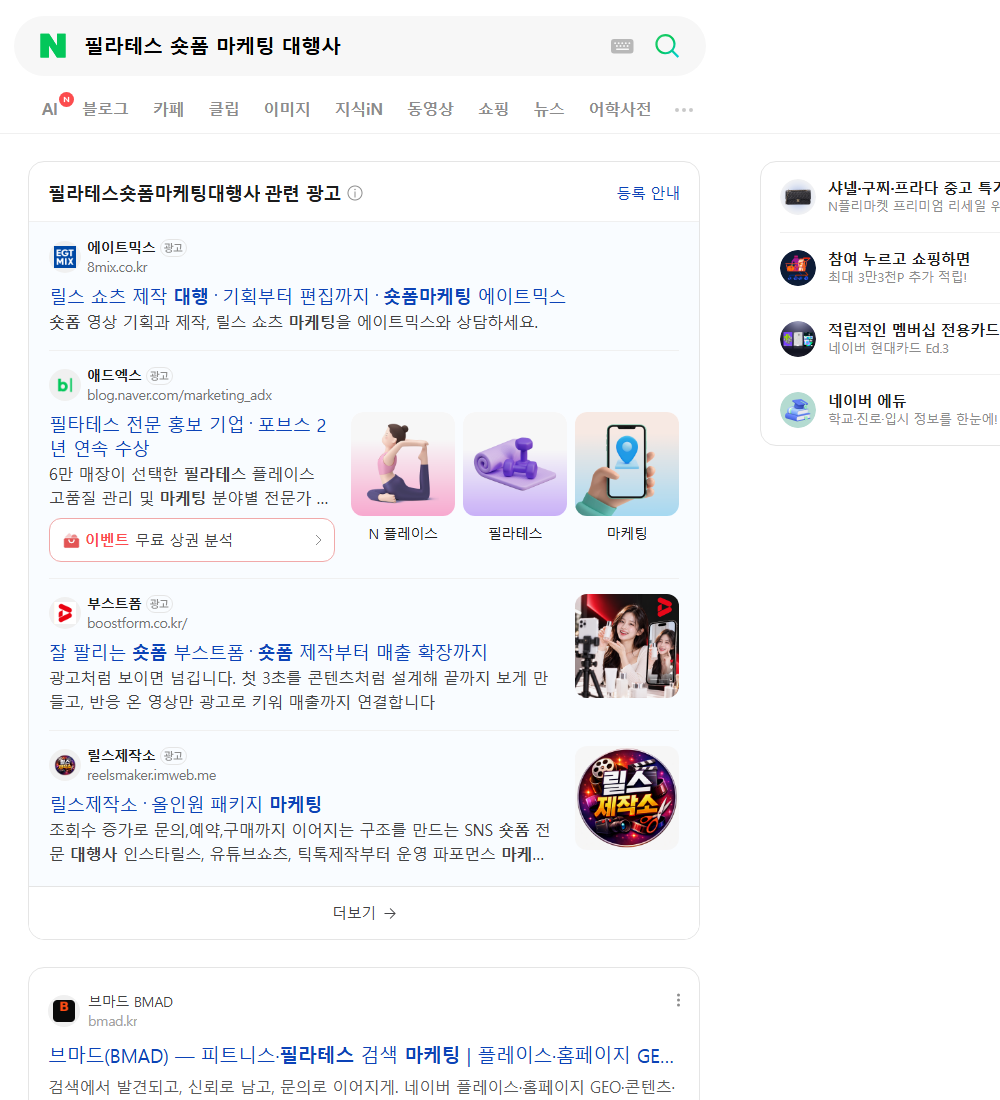 N 필라테스 숏폼 마케팅 대행사
AI N 블로그 카페 클립 이미지 지식iN 동영상 쇼핑 뉴스 어학사전
필라테스숏폼마케팅대행사 관련 광고
등록 안내
EGT MIX
에이트믹스 광고
8mix.co.kr
릴스 쇼츠 제작 대행 · 기획부터 편집까지 · 숏폼마케팅 에이트믹스
숏폼 영상 기획과 제작, 릴스 쇼츠 마케팅을 에이트믹스와 상담하세요.
b|
애드엑스 광고
blog.naver.com/marketing_adx
필타테스 전문 홍보 기업 · 포브스 2
년 연속 수상
6만 매장이 선택한 필라테스 플레이스
고품질 관리 및 마케팅 분야별 전문가 ...
이벤트 무료 상권 분석
N 플레이스
필라테스
마케팅
부스트폼 광고
boostform.co.kr/
잘 팔리는 숏폼 부스트폼 · 숏폼 제작부터 매출 확장까지
광고처럼 보이면 넘깁니다. 첫 3초를 콘텐츠처럼 설계해 끝까지 보게 만
들고, 반응 온 영상만 광고로 키워 매출까지 연결합니다
릴스제작소 광고
reelsmaker.imweb.me
릴스제작소 · 올인원 패키지 마케팅
조회수 증가로 문의,예약,구매까지 이어지는 구조를 만드는 SNS 숏폼 전
문 대행사 인스타릴스, 유튜브쇼츠, 틱톡제작부터 운영 파포먼스 마케...
릴스
제작소
더보기 →
B
브마드 BMAD
bmad.kr
브마드(BMAD) — 피트니스·필라테스 검색 마케팅 | 플레이스·홈페이지 GE...
검색에서 발견되고, 신뢰로 남고, 문의로 이어지게. 네이버 플레이스·홈페이지 GEO·콘텐츠·
샤넬·구찌·프라다 중고 특가
N플리마켓 프리미엄 리세일 위
참여 누르고 쇼핑하면
최대 3만3천P 추가 적립!
적립적인 멤버십 전용카드
네이버 현대카드 Ed.3
네이버 에듀
학교·진로·입시 정보를 한눈에!